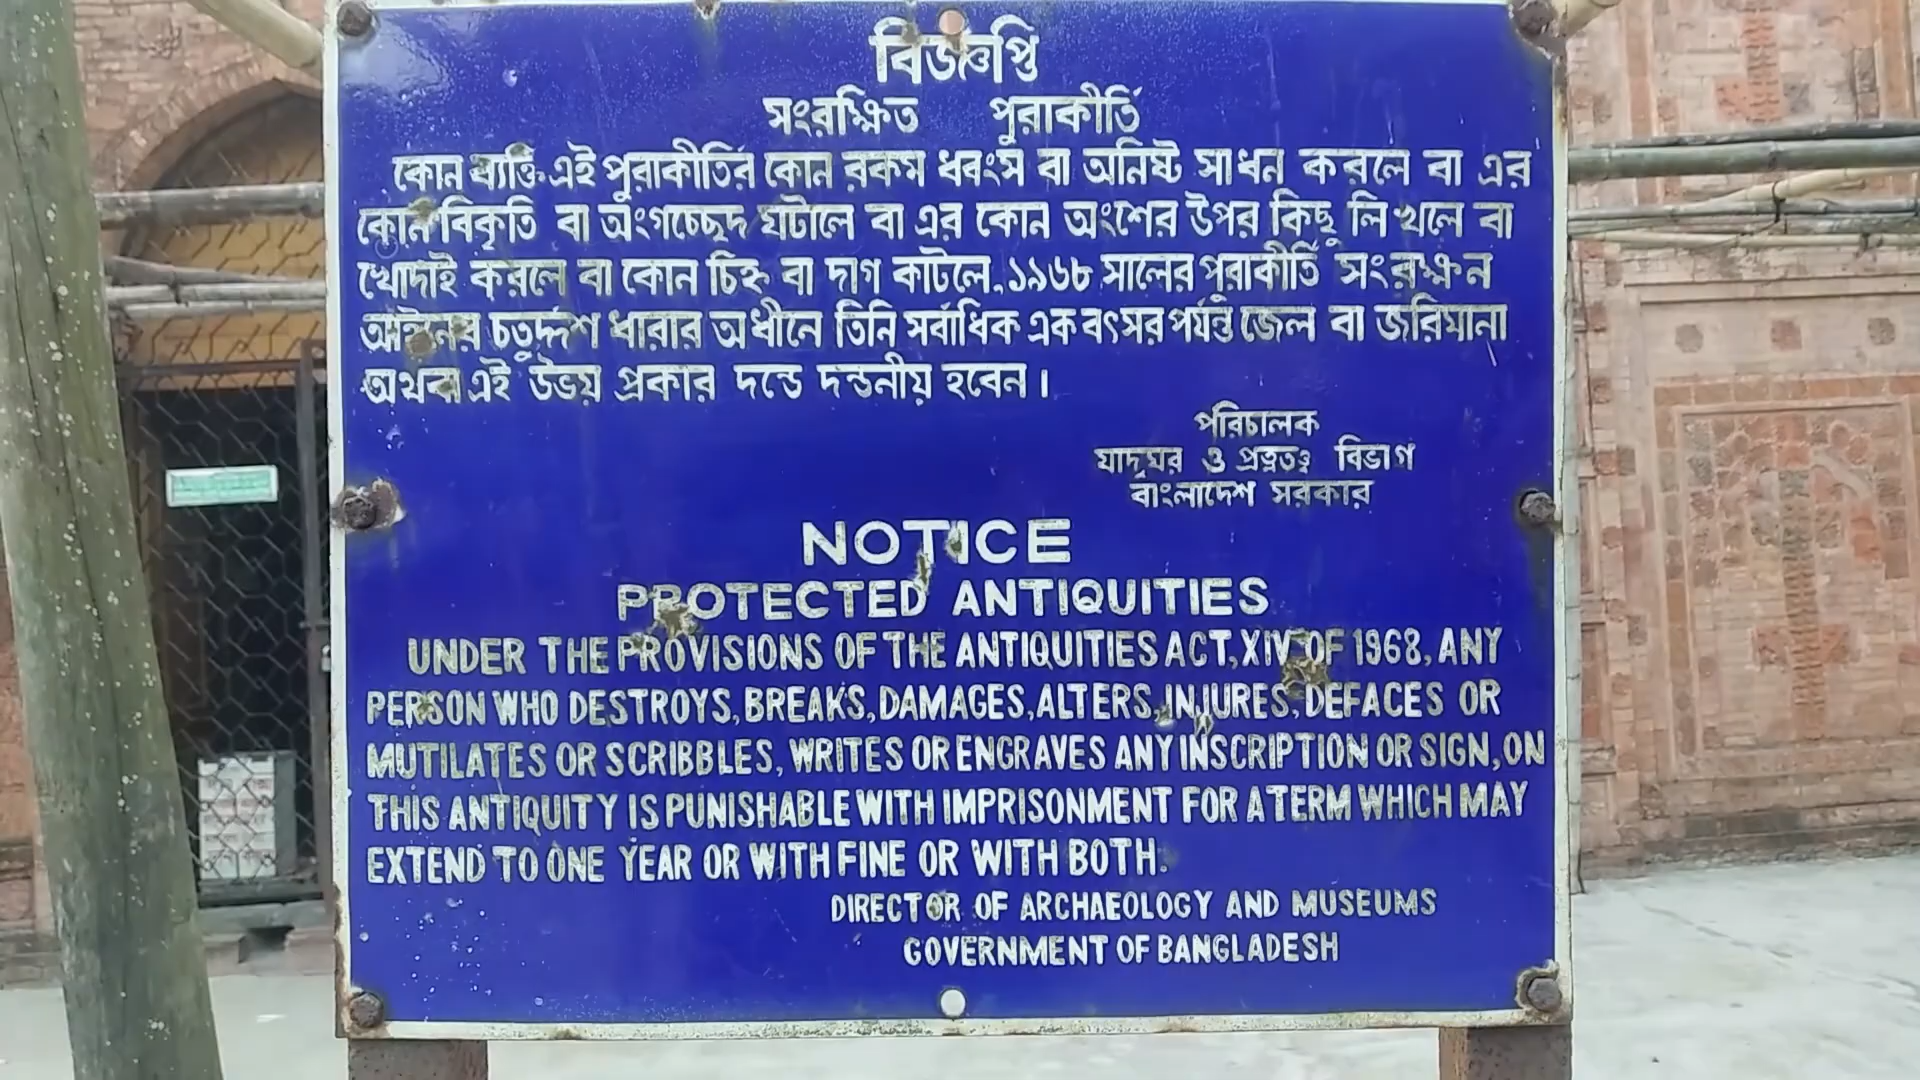 বিজ্ঞপ্তি
সংরক্ষিত পুরাকীর্তি
কোন ব্যক্তি এই পুরাকীর্তির কোন রকম ধ্বংস বা অনিষ্ট সাধন করলে বা এর
কোন বিকৃতি বা অংগচ্ছেদ ঘটালে বা এর কোন অংশের উপর কিছু লিখলে বা
খোদাই করলে বা কোন চিহ্ন বা দাগ কাটলে, ১৯৬৮ সালের পুরাকীর্তি সংরক্ষন
আইনের চতুর্দ্দশ ধারার অধীনে তিনি সর্বাধিক এক বৎসর পর্যন্ত জেল বা জরিমানা
অথবা এই উভয় প্রকার দন্ডে দন্ডনীয় হবেন।
পরিচালক
যাদুঘর ও প্রত্নতত্ত্ব বিভাগ
বাংলাদেশ সরকার
NOTICE
PROTECTED ANTIQUITIES
UNDER THE PROVISIONS OF THE ANTIQUITIES ACT, XIV OF 1968, ANY
PERSON WHO DESTROYS, BREAKS, DAMAGES, ALTERS, INJURES, DEFACES OR
MUTILATES OR SCRIBBLES, WRITES OR ENGRAVES ANY INSCRIPTION OR SIGN, ON
THIS ANTIQUITY IS PUNISHABLE WITH IMPRISONMENT FOR A TERM WHICH MAY
EXTEND TO ONE YEAR OR WITH FINE OR WITH BOTH.
DIRECTOR OF ARCHAEOLOGY AND MUSEUMS
GOVERNMENT OF BANGLADESH